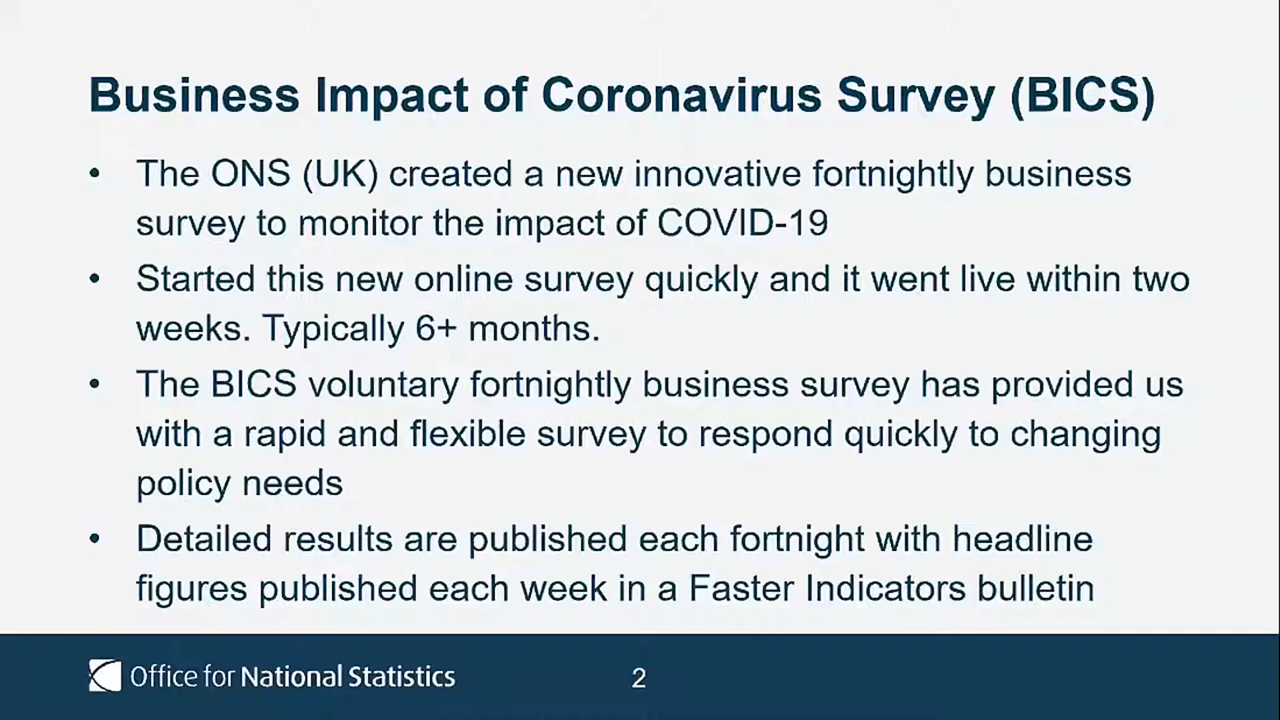 Business Impact of Coronavirus Survey (BICS)
• The ONS (UK) created a new innovative fortnightly business
survey to monitor the impact of COVID-19
• Started this new online survey quickly and it went live within two
weeks. Typically 6+ months.
• The BICS voluntary fortnightly business survey has provided us
with a rapid and flexible survey to respond quickly to changing
policy needs
• Detailed results are published each fortnight with headline
figures published each week in a Faster Indicators bulletin
Office for National Statistics
2